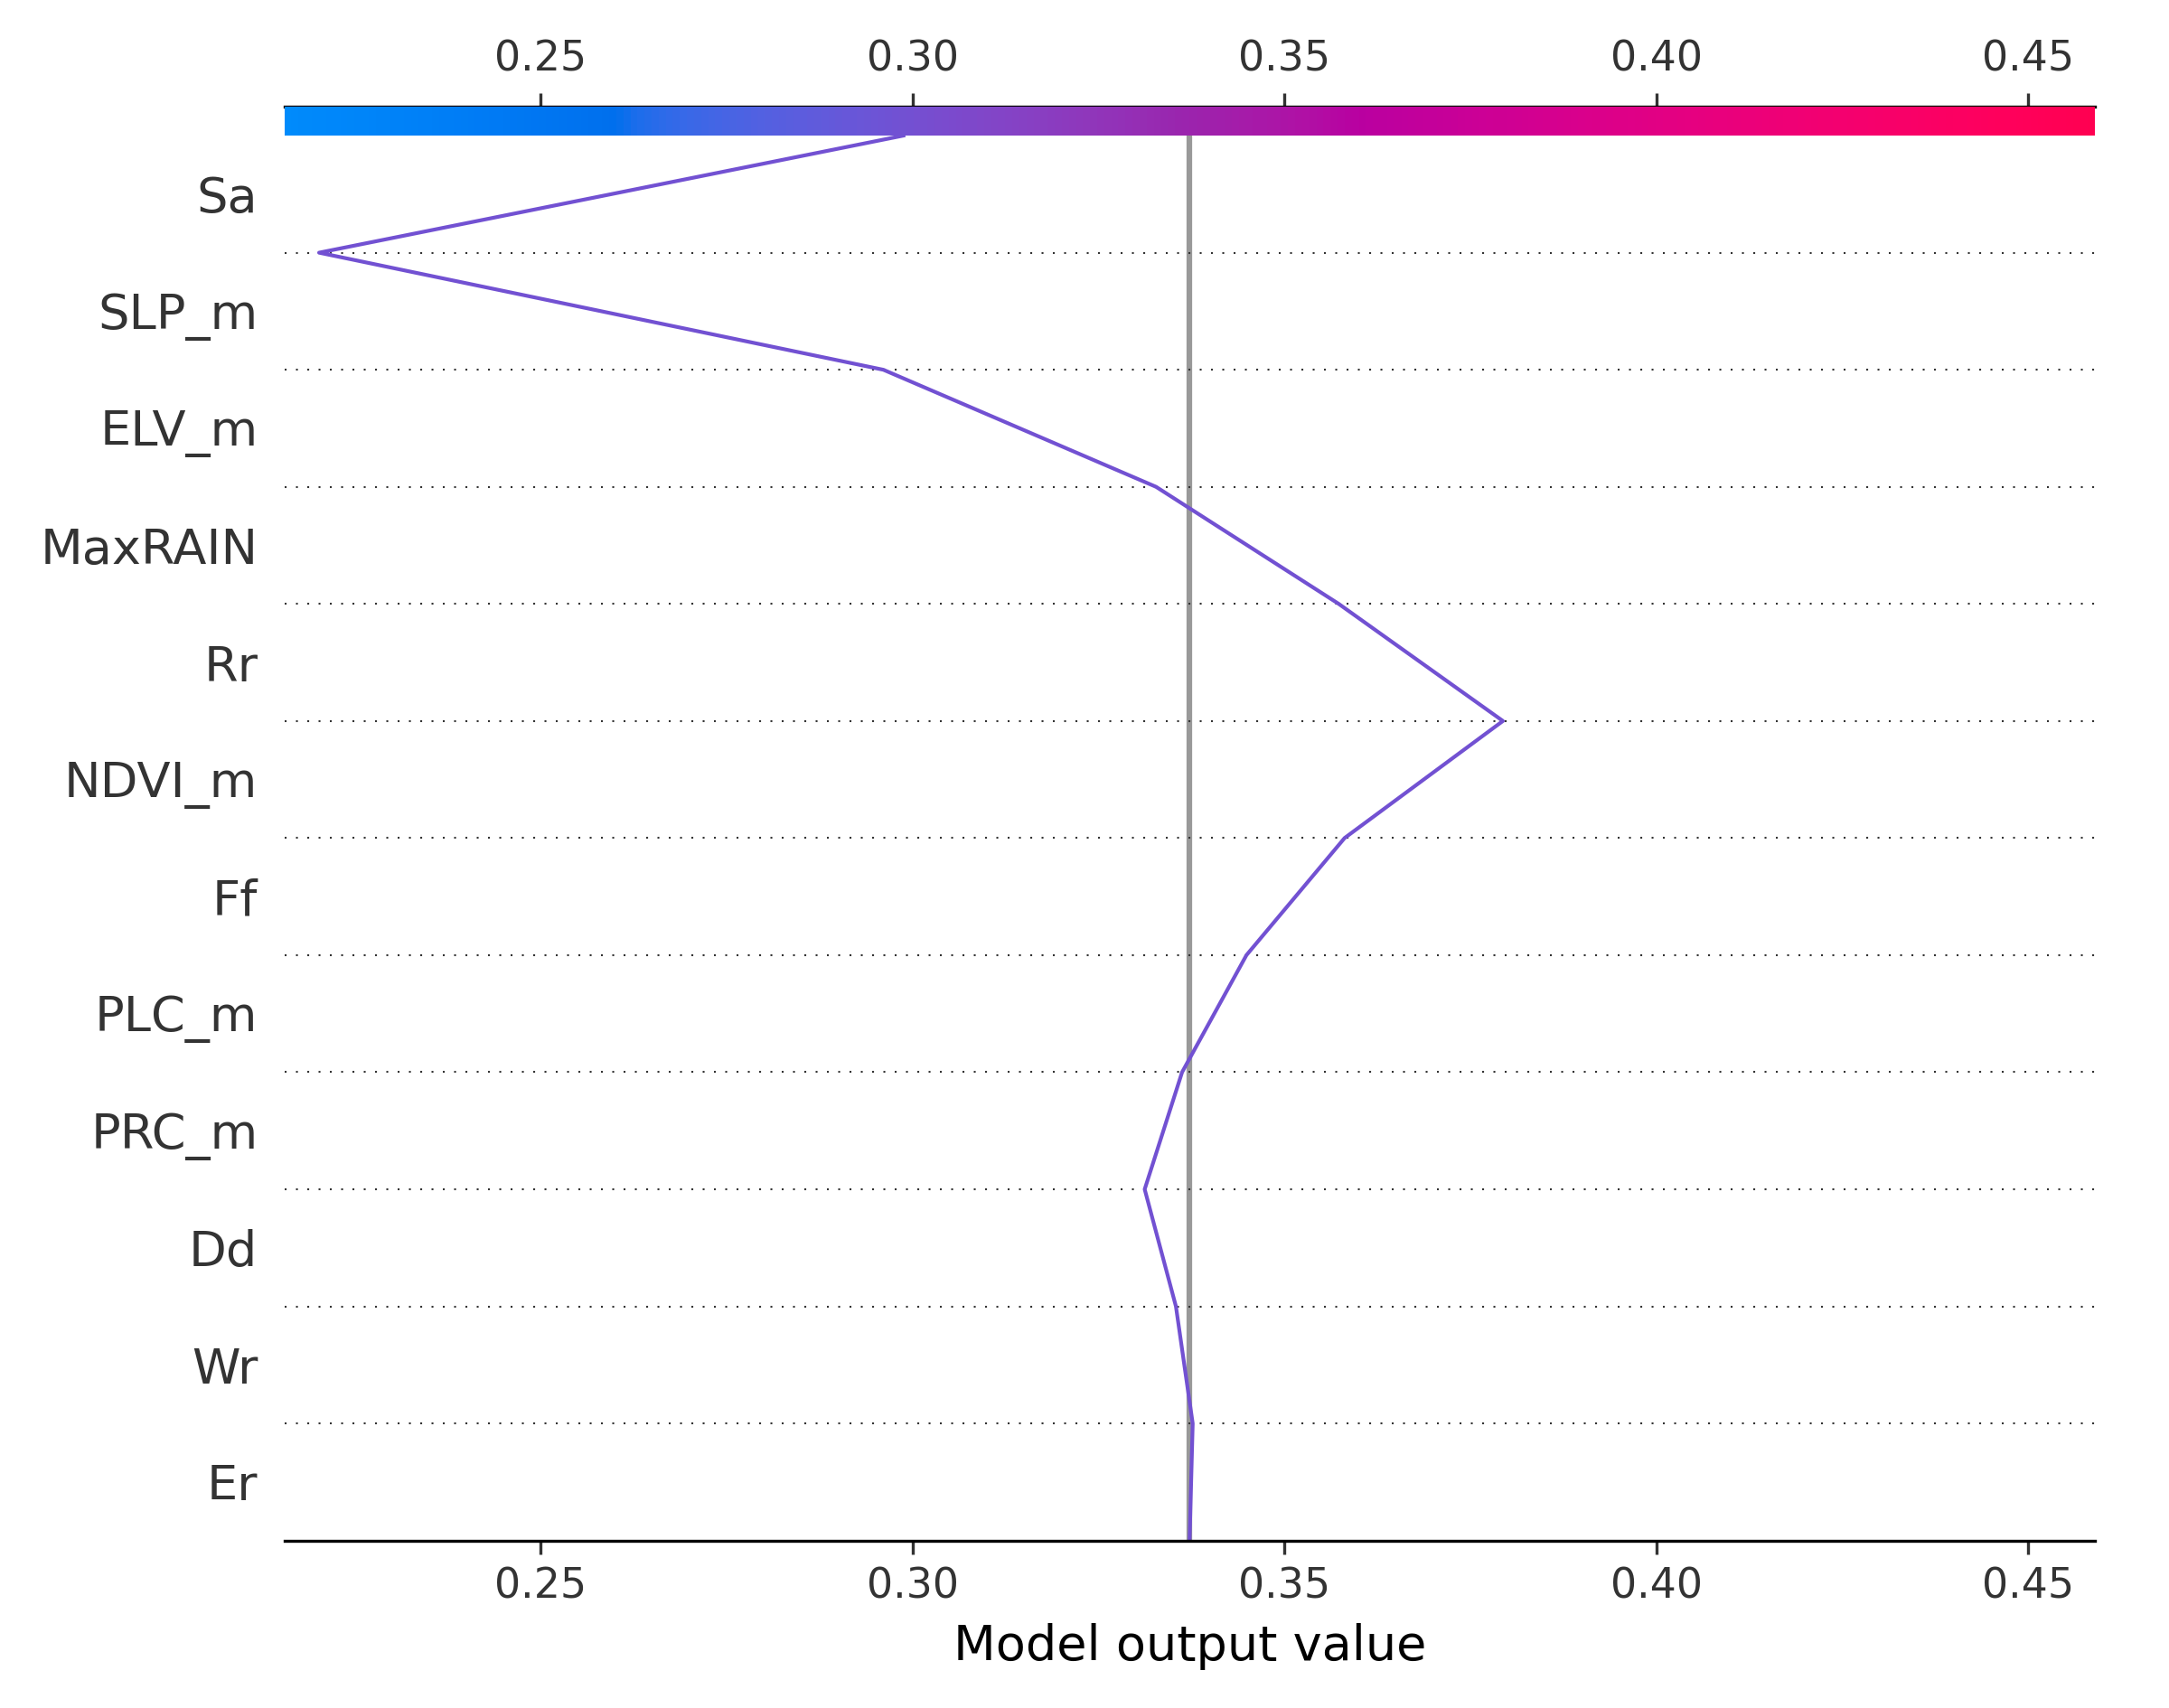 0.25 0.30 0.35 0.40 0.45
Sa
SLP_m
ELV_m
MaxRAIN
Rr
NDVI_m
Ff
PLC_m
PRC_m
Dd
Wr
Er
0.25 0.30 0.35 0.40 0.45
Model output value